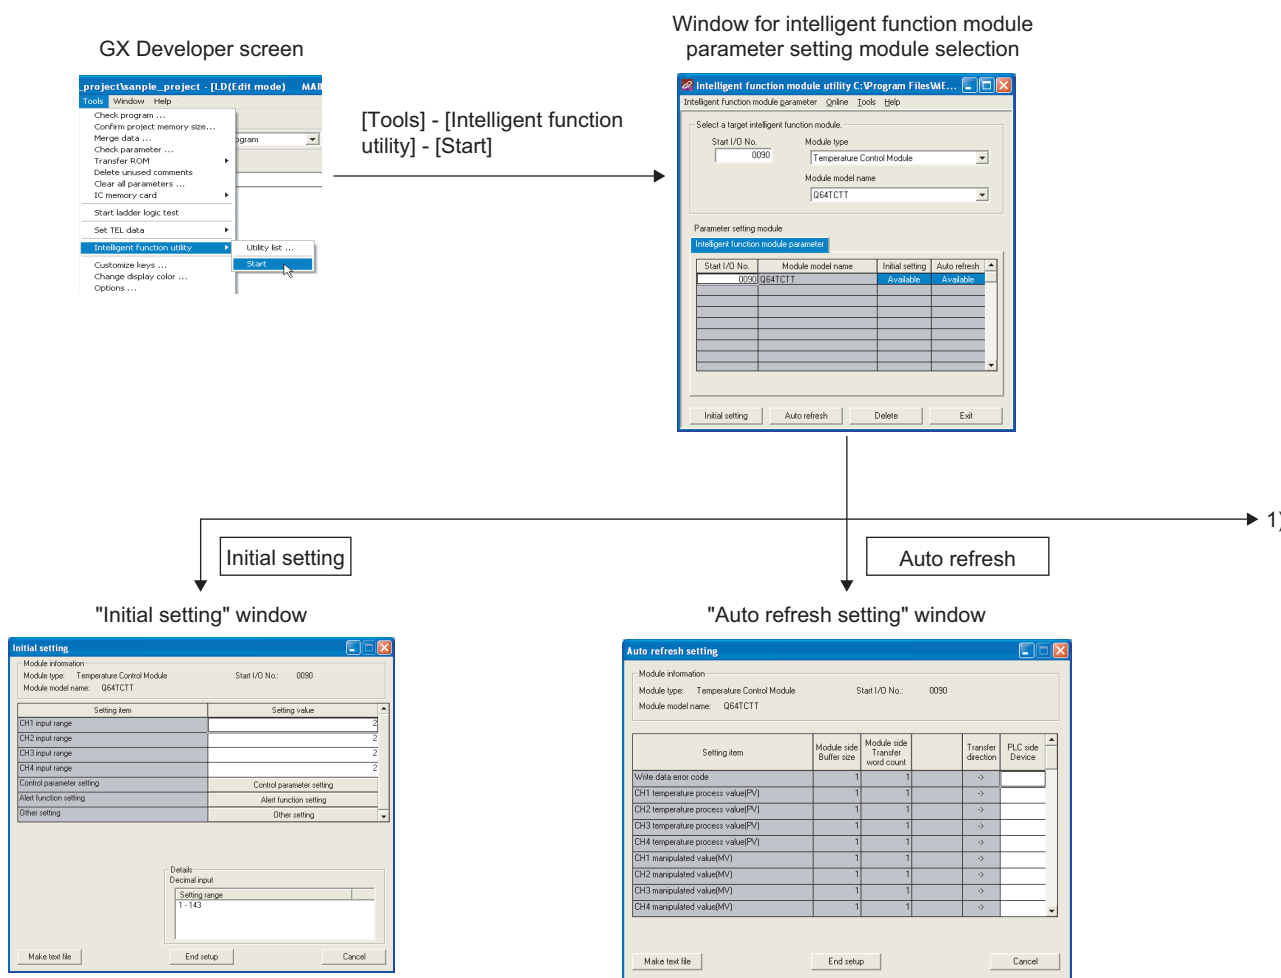 GX Developer screen
Window for intelligent function module
parameter setting module selection
_project\sanple_project - [LD(Edit mode) MAI
Tools Window Help
Check program ...
Confirm project memory size...
Merge data ...
Check parameter ...
Transfer ROM
Delete unused comments
Clear all parameters ...
IC memory card
Start ladder logic test
Set TEL data
Intelligent function utility
Customize keys ...
Change display color ...
Options ...
ogram
Utility list ...
Start
[Tools] - [Intelligent function
utility] - [Start]
Intelligent function module utility C:\Program Files\ME...
Intelligent function module parameter Online Tools Help
Select a target intelligent function module.
Start I/O No. Module type
0090 Temperature Control Module
Module model name
Q64TCTT
Parameter setting module
Intelligent function module parameter
Start I/O No. Module model name Initial setting Auto refresh
0090 Q64TCTT Available Available
Initial setting Auto refresh Delete Exit
1)
Initial setting
Auto refresh
"Initial setting" window
"Auto refresh setting" window
Initial setting
Module information
Module type: Temperature Control Module Start I/O No.: 0090
Module model name: Q64TCTT
Setting item Setting value
CH1 input range 2
CH2 input range 2
CH3 input range 2
CH4 input range 2
Control parameter setting Control parameter setting
Alert function setting Alert function setting
Other setting Other setting
Details
Decimal input
Setting range
1 - 143
Make text file End setup Cancel
Auto refresh setting
Module information
Module type: Temperature Control Module Start I/O No.: 0090
Module model name: Q64TCTT
Setting item Module side Buffer size Module side Transfer word count Transfer direction PLC side Device
Write data error code 1 1 ->
CH1 temperature process value(PV) 1 1 ->
CH2 temperature process value(PV) 1 1 ->
CH3 temperature process value(PV) 1 1 ->
CH4 temperature process value(PV) 1 1 ->
CH1 manipulated value(MV) 1 1 ->
CH2 manipulated value(MV) 1 1 ->
CH3 manipulated value(MV) 1 1 ->
CH4 manipulated value(MV) 1 1 ->
Make text file End setup Cancel